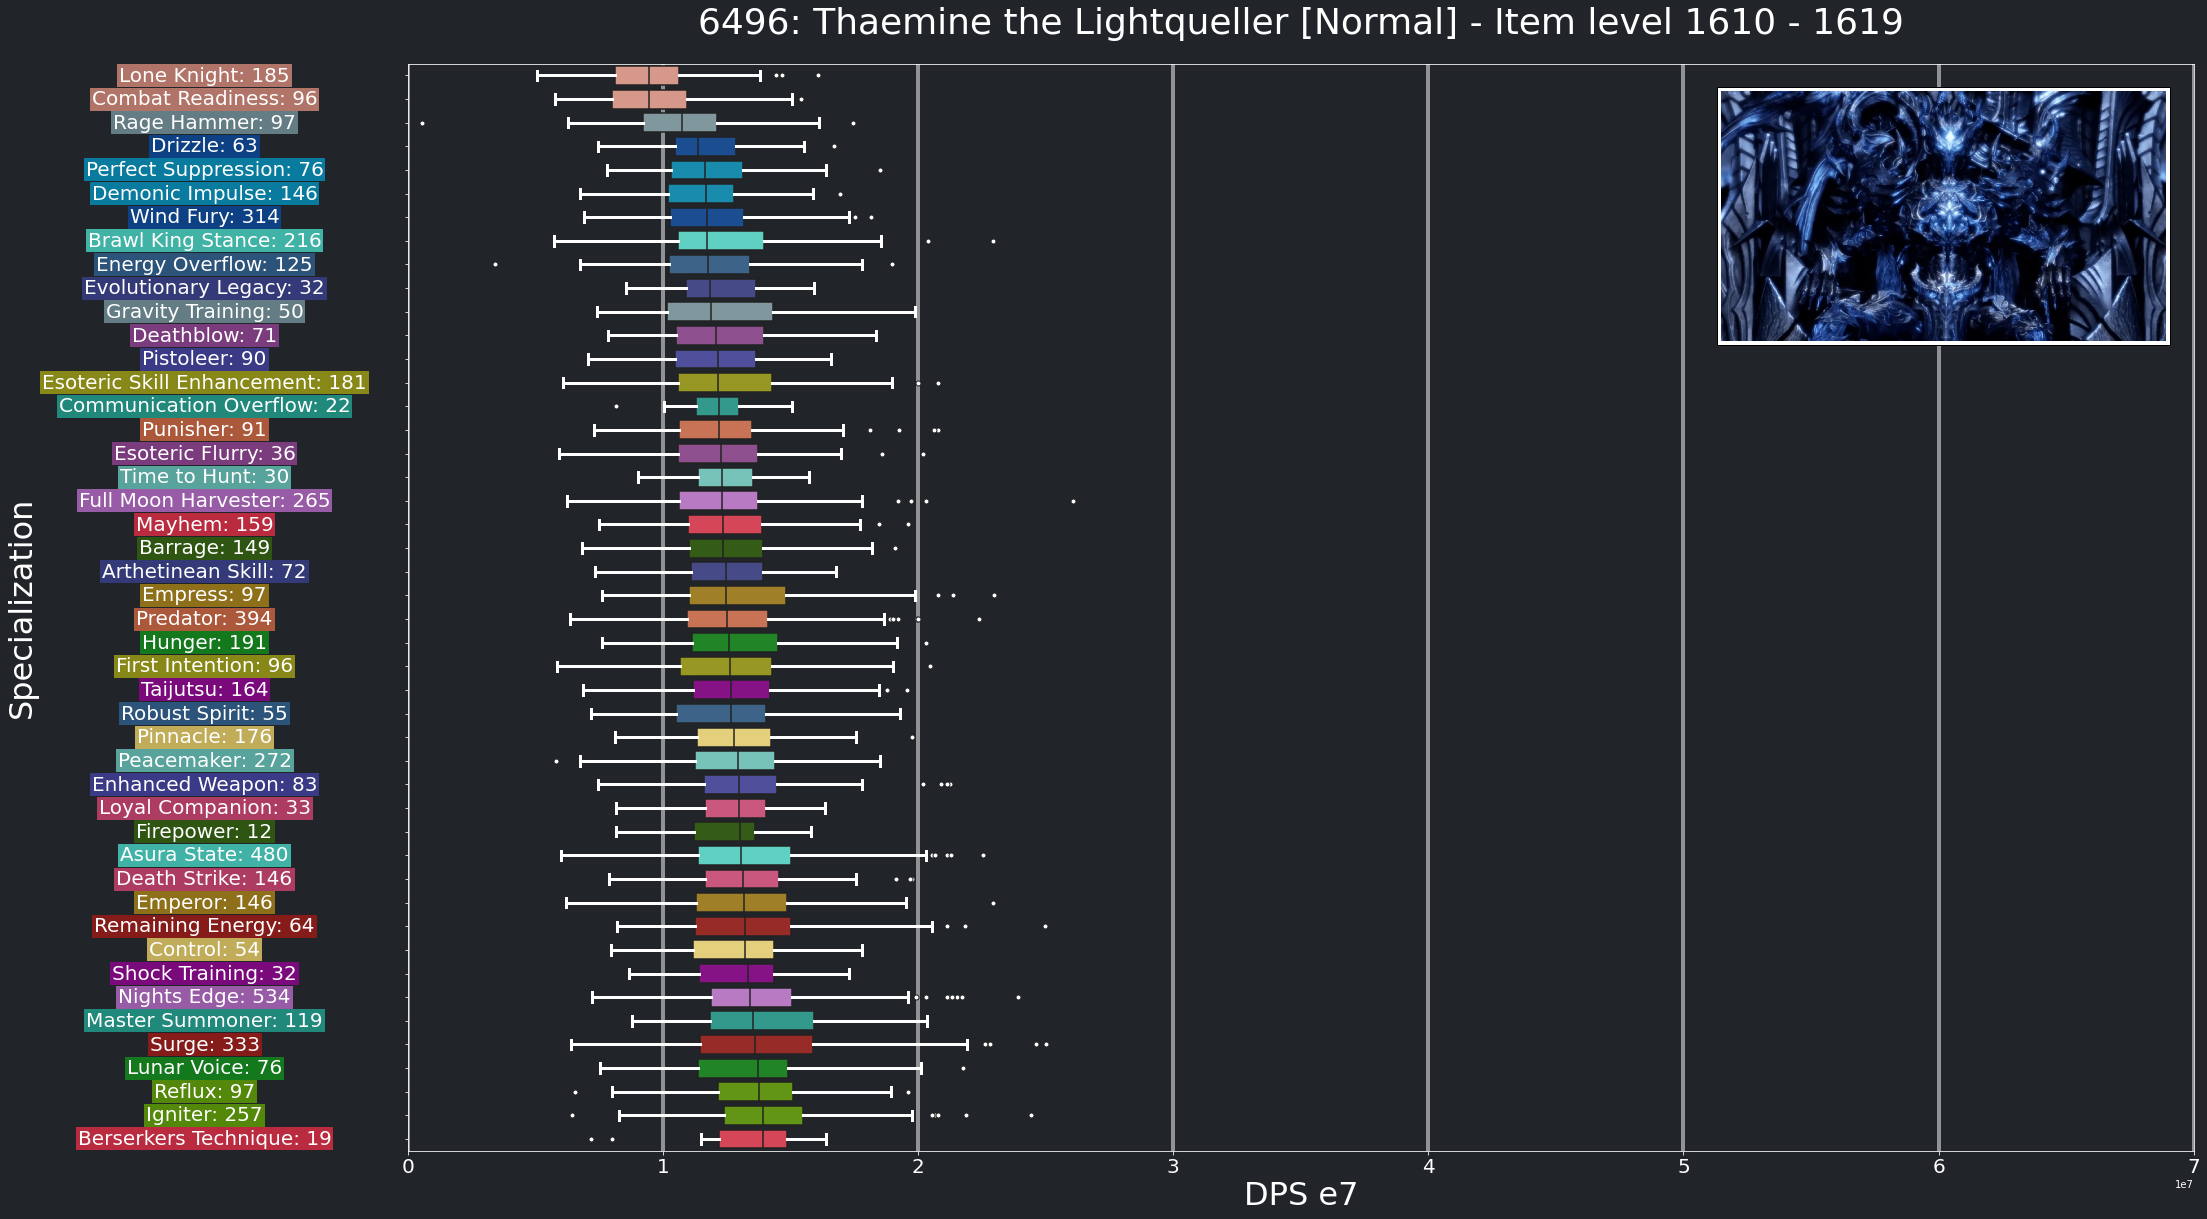 6496: Thaemine the Lightqueller [Normal] - Item level 1610 - 1619
Lone Knight: 185
Combat Readiness: 96
Rage Hammer: 97
Drizzle: 63
Perfect Suppression: 76
Demonic Impulse: 146
Wind Fury: 314
Brawl King Stance: 216
Energy Overflow: 125
Evolutionary Legacy: 32
Gravity Training: 50
Deathblow: 71
Pistoleer: 90
Esoteric Skill Enhancement: 181
Communication Overflow: 22
Punisher: 91
Esoteric Flurry: 36
Time to Hunt: 30
Full Moon Harvester: 265
Mayhem: 159
Barrage: 149
Arthetinean Skill: 72
Empress: 97
Predator: 394
Hunger: 191
First Intention: 96
Taijutsu: 164
Robust Spirit: 55
Pinnacle: 176
Peacemaker: 272
Enhanced Weapon: 83
Loyal Companion: 33
Firepower: 12
Asura State: 480
Death Strike: 146
Emperor: 146
Remaining Energy: 64
Control: 54
Shock Training: 32
Nights Edge: 534
Master Summoner: 119
Surge: 333
Lunar Voice: 76
Reflux: 97
Igniter: 257
Berserkers Technique: 19
Specialization
0 1 2 3 4 5 6 7
1e7
DPS e7